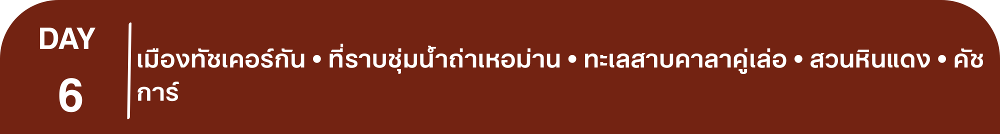 DAY
6
เมืองทัชเคอร์กัน • ที่ราบชุ่มน้ำถ่าเหอม่าน • ทะเลสาบคาลาคู่เล่อ • สวนหินแดง • คัช
การ์